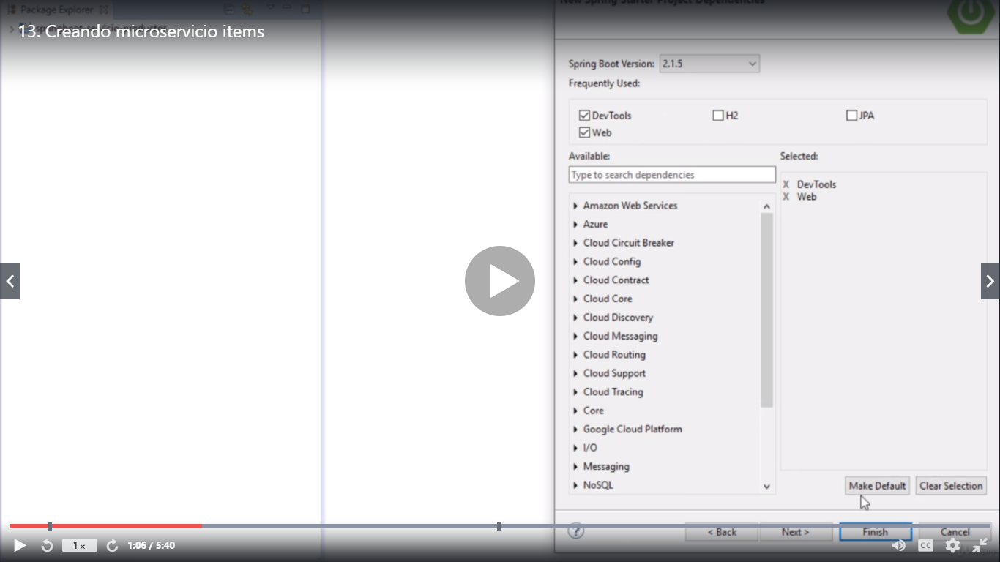 Package Explorer
New Spring Starter Project Dependencies
13. Creando microservicio items
Spring Boot Version: 2.1.5
Frequently Used:
DevTools H2 JPA
Web
Available: Selected:
Type to search dependencies
X DevTools
X Web
Amazon Web Services
Azure
Cloud Circuit Breaker
Cloud Config
Cloud Contract
Cloud Core
Cloud Discovery
Cloud Messaging
Cloud Routing
Cloud Support
Cloud Tracing
Core
Google Cloud Platform
I/O
Messaging
NoSQL
Make Default Clear Selection
? < Back Next > Finish Cancel
1x 1:06 / 5:40 CC